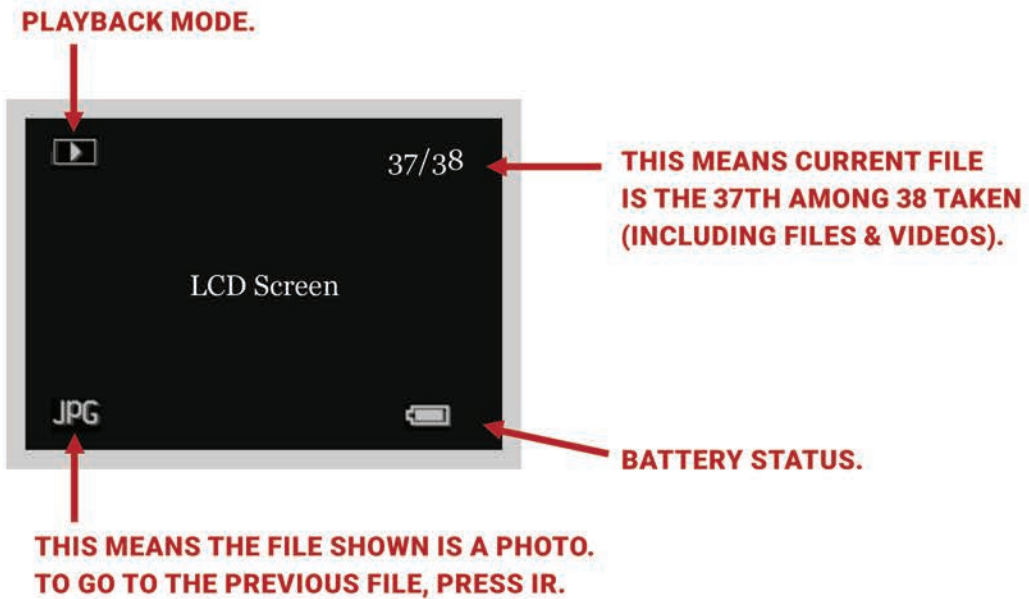 PLAYBACK MODE.
37/38
THIS MEANS CURRENT FILE
IS THE 37TH AMONG 38 TAKEN
(INCLUDING FILES & VIDEOS).
LCD Screen
JPG
BATTERY STATUS.
THIS MEANS THE FILE SHOWN IS A PHOTO.
TO GO TO THE PREVIOUS FILE, PRESS IR.